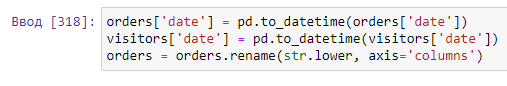 Ввод [318]: orders['date'] = pd.to_datetime(orders['date'])
visitors['date'] = pd.to_datetime(visitors['date'])
orders = orders.rename(str.lower, axis='columns')